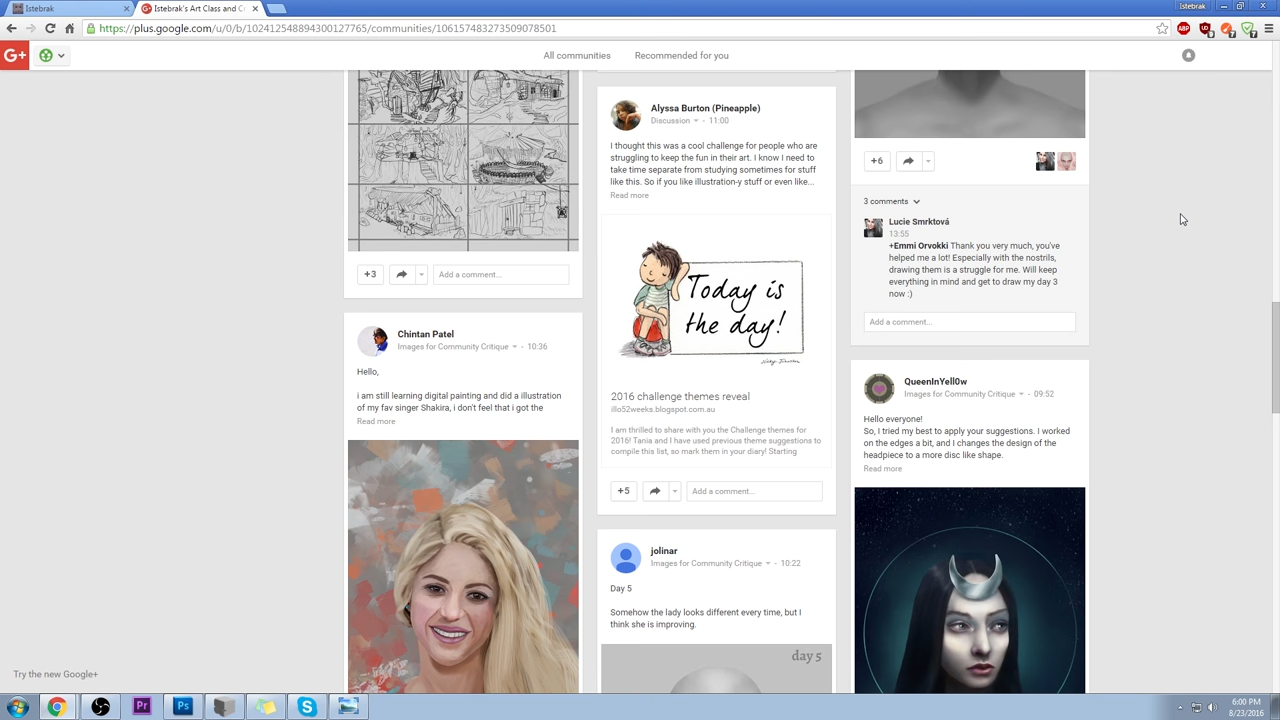 Istebrak
Istebrak's Art Class and C
Istebrak
https://plus.google.com/u/0/b/102412548894300127765/communities/106157483273509078501
G+
All communities
Recommended for you
+3
Add a comment...
Chintan Patel
Images for Community Critique - 10:36
Hello,
i am still learning digital painting and did a illustration
of my fav singer Shakira, i don't feel that i got the
Read more
Alyssa Burton (Pineapple)
Discussion - 11:00
I thought this was a cool challenge for people who are
struggling to keep the fun in their art. I know I need to
take time separate from studying sometimes for stuff
like this. So if you like illustration-y stuff or even like...
Read more
Today is
the day!
2016 challenge themes reveal
illo52weeks.blogspot.com.au
I am thrilled to share with you the Challenge themes for
2016! Tania and I have used previous theme suggestions to
compile this list, so mark them in your diary! Starting
+5
Add a comment...
jolinar
Images for Community Critique - 10:22
Day 5
Somehow the lady looks different every time, but I
think she is improving.
day 5
+6
3 comments
Lucie Smrktová
13:55
+Emmi Orvokki Thank you very much, you've
helped me a lot! Especially with the nostrils,
drawing them is a struggle for me. Will keep
everything in mind and get to draw my day 3
now :)
Add a comment...
QueenInYell0w
Images for Community Critique - 09:52
Hello everyone!
So, I tried my best to apply your suggestions. I worked
on the edges a bit, and I changes the design of the
headpiece to a more disc like shape.
Read more
Try the new Google+
Pr
Ps
6:00 PM
8/23/2016